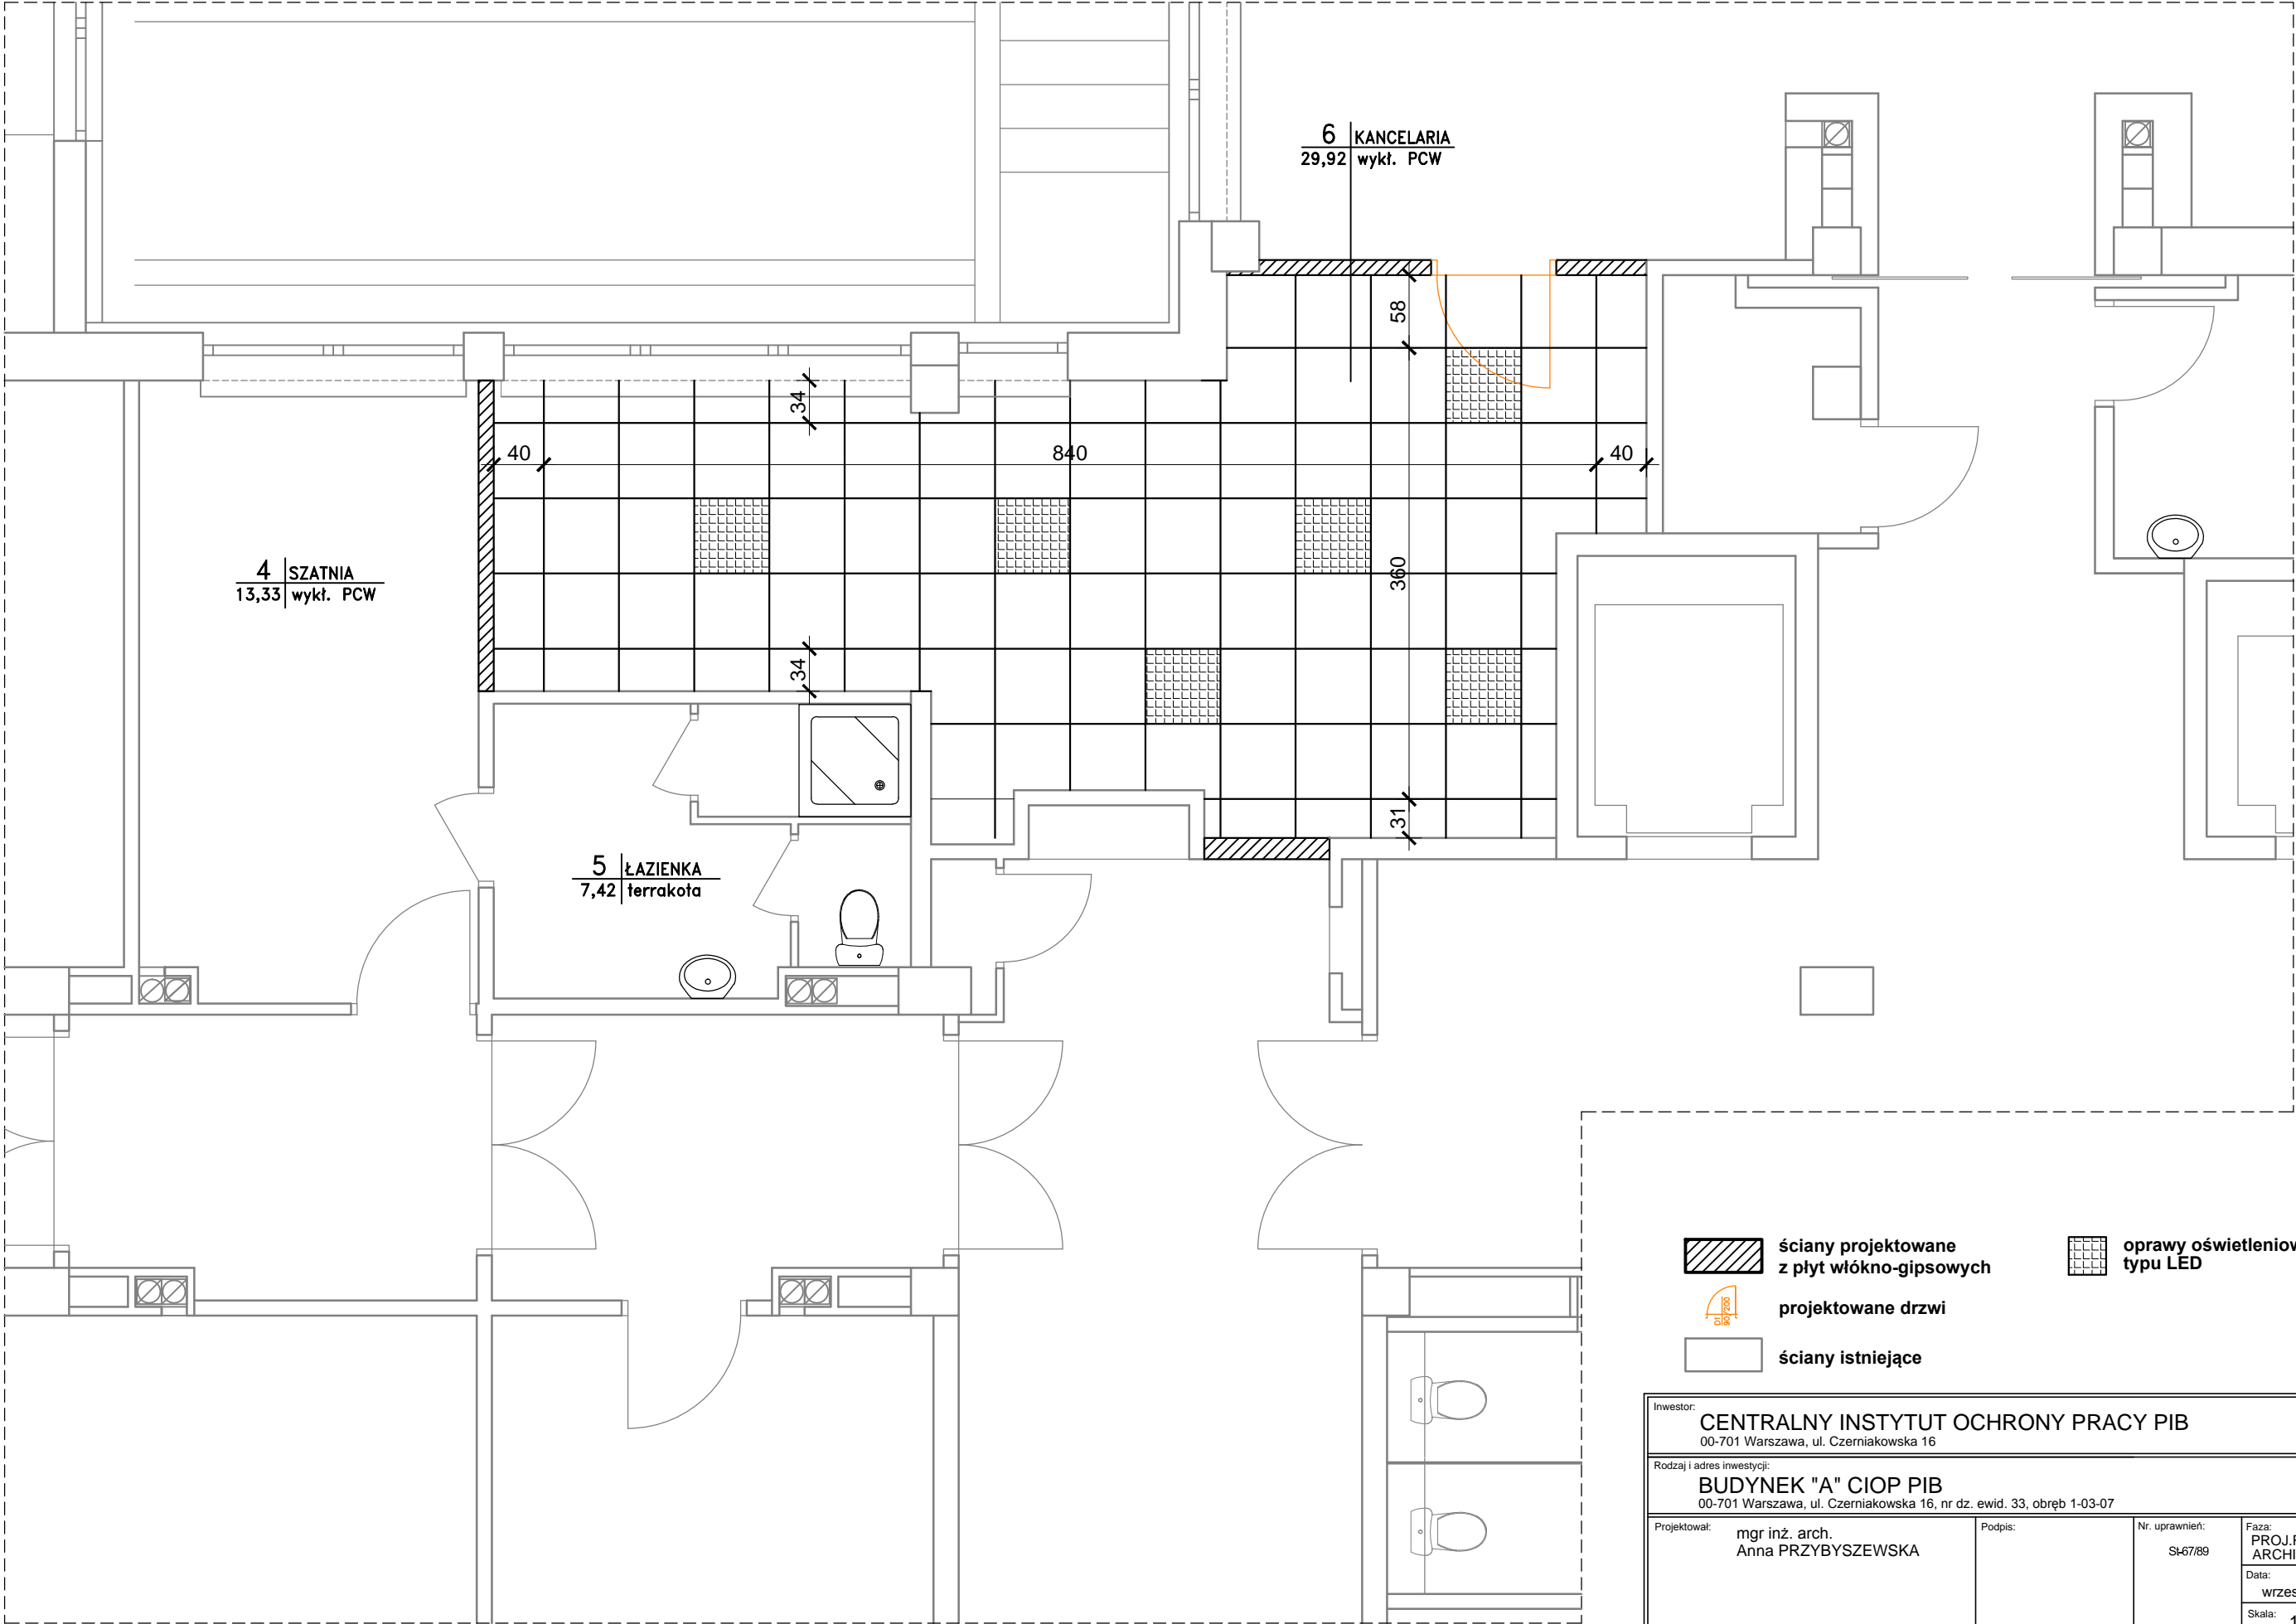 6 KANCELARIA
29,92 wykł. PCW
58
34
40
840
40
360
4 SZATNIA
13,33 wykł. PCW
34
31
5 ŁAZIENKA
7,42 terrakota
ściany projektowane
z płyt włókno-gipsowych
typu LED
oprawy
D1
90/200
projektowane drzwi
ściany istniejące
Inwestor:
CENTRALNY INSTYTUT OCHRONY PRACY PIB
00-701 Warszawa, ul. Czerniakowska 16
Rodzaj i adres inwestycji:
BUDYNEK "A" CIOP PIB
00-701 Warszawa, ul. Czerniakowska 16, nr dz. ewid. 33, obręb 1-03-07
Projektował:
mgr inż. arch.
Anna PRZYBYSZEWSKA
Podpis:
Nr. uprawnień:
St-67/89
Faza:
Data:
Skala: